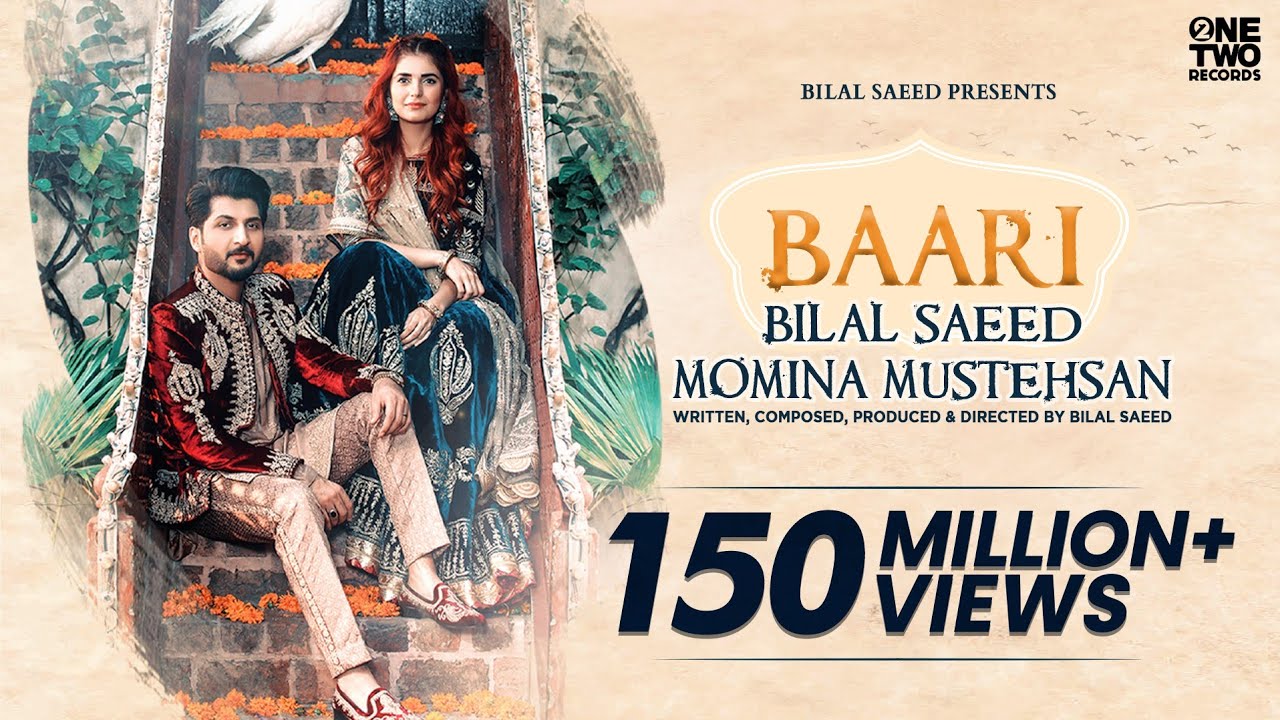 ONE
TWO
RECORDS
BILAL SAEED PRESENTS
BAARI
BILAL SAEED
MOMINA MUSTEHSAN
WRITTEN, COMPOSED, PRODUCED & DIRECTED BY BILAL SAEED
150 MILLION+
VIEWS